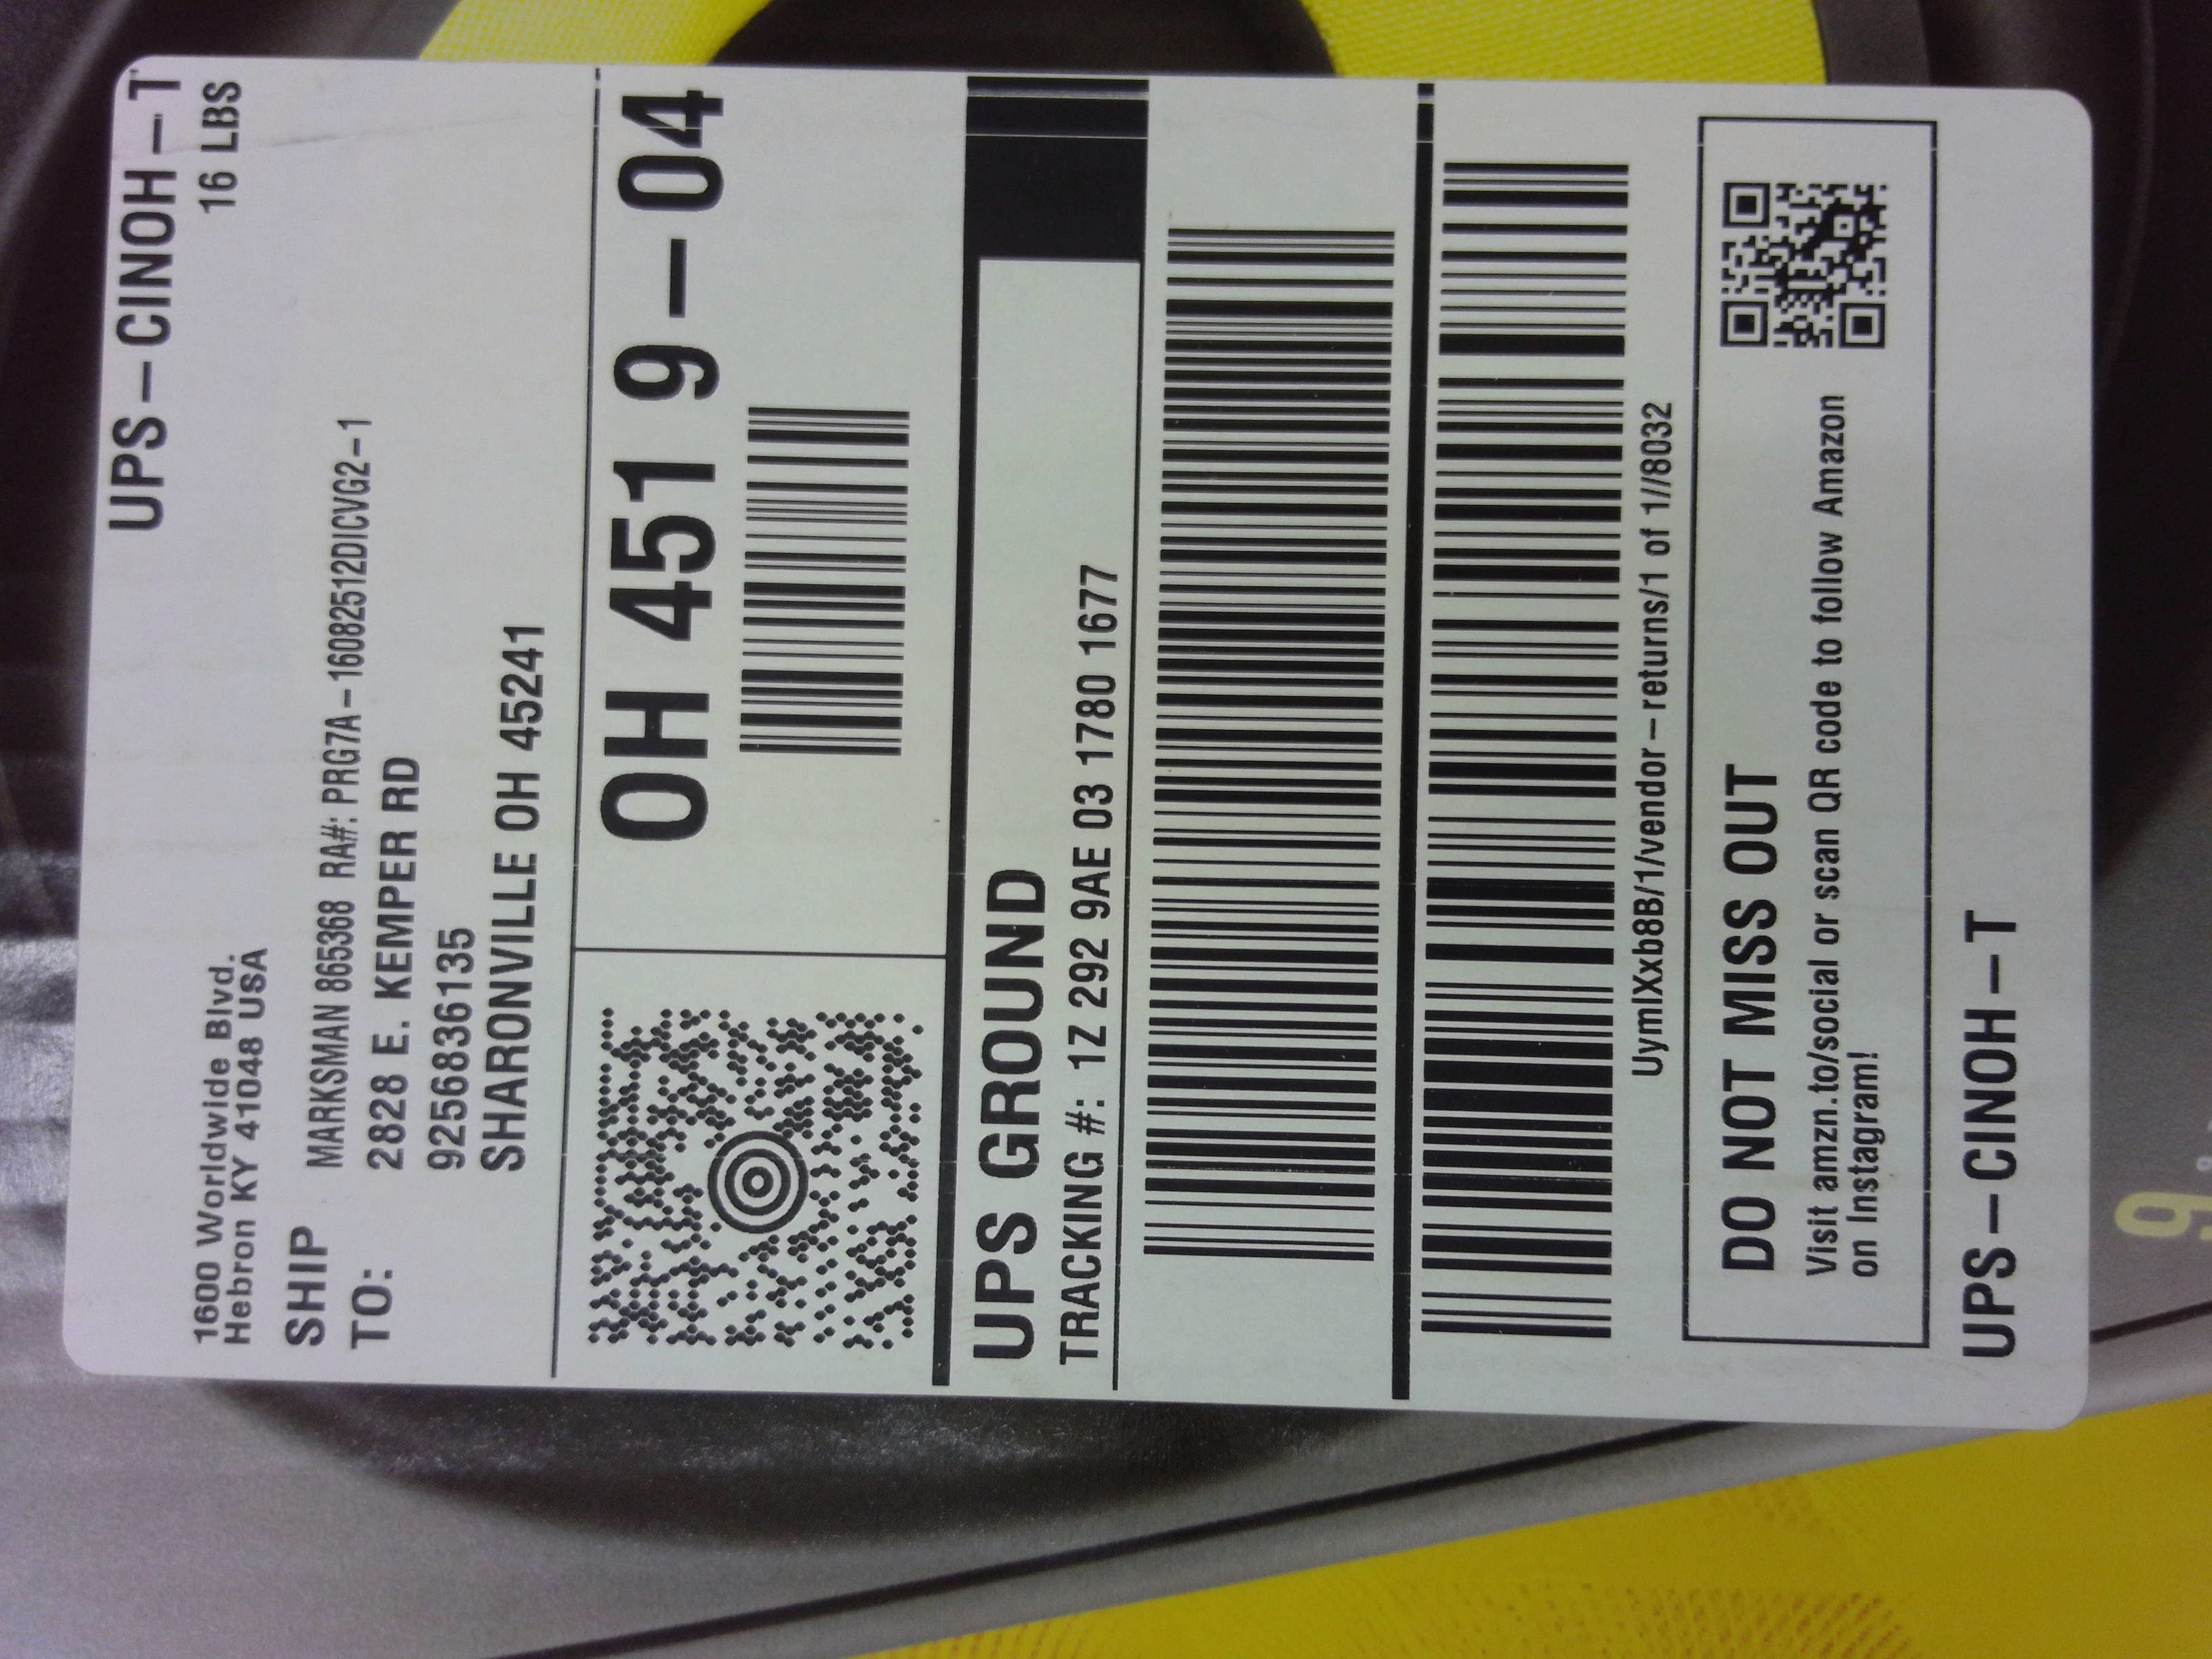 UPS-CINOH-T
16 LBS
1600 Worldwide Blvd.
Hebron KY 41048 USA
SHIP
TO:
MARKSMAN 865368 RA#: PRG7A-16082512DICVG2-1
2828 E. KEMPER RD
9256836135
SHARONVILLE OH 45241
OH 451 9-04
UPS GROUND
TRACKING #: 1Z 292 9AE 03 1780 1677
UymlXxb8B/1/vendor-returns/1 of 1//8032
DO NOT MISS OUT
Visit amzn.to/social or scan QR code to follow Amazon
on Instagram!
UPS-CINOH-T
9